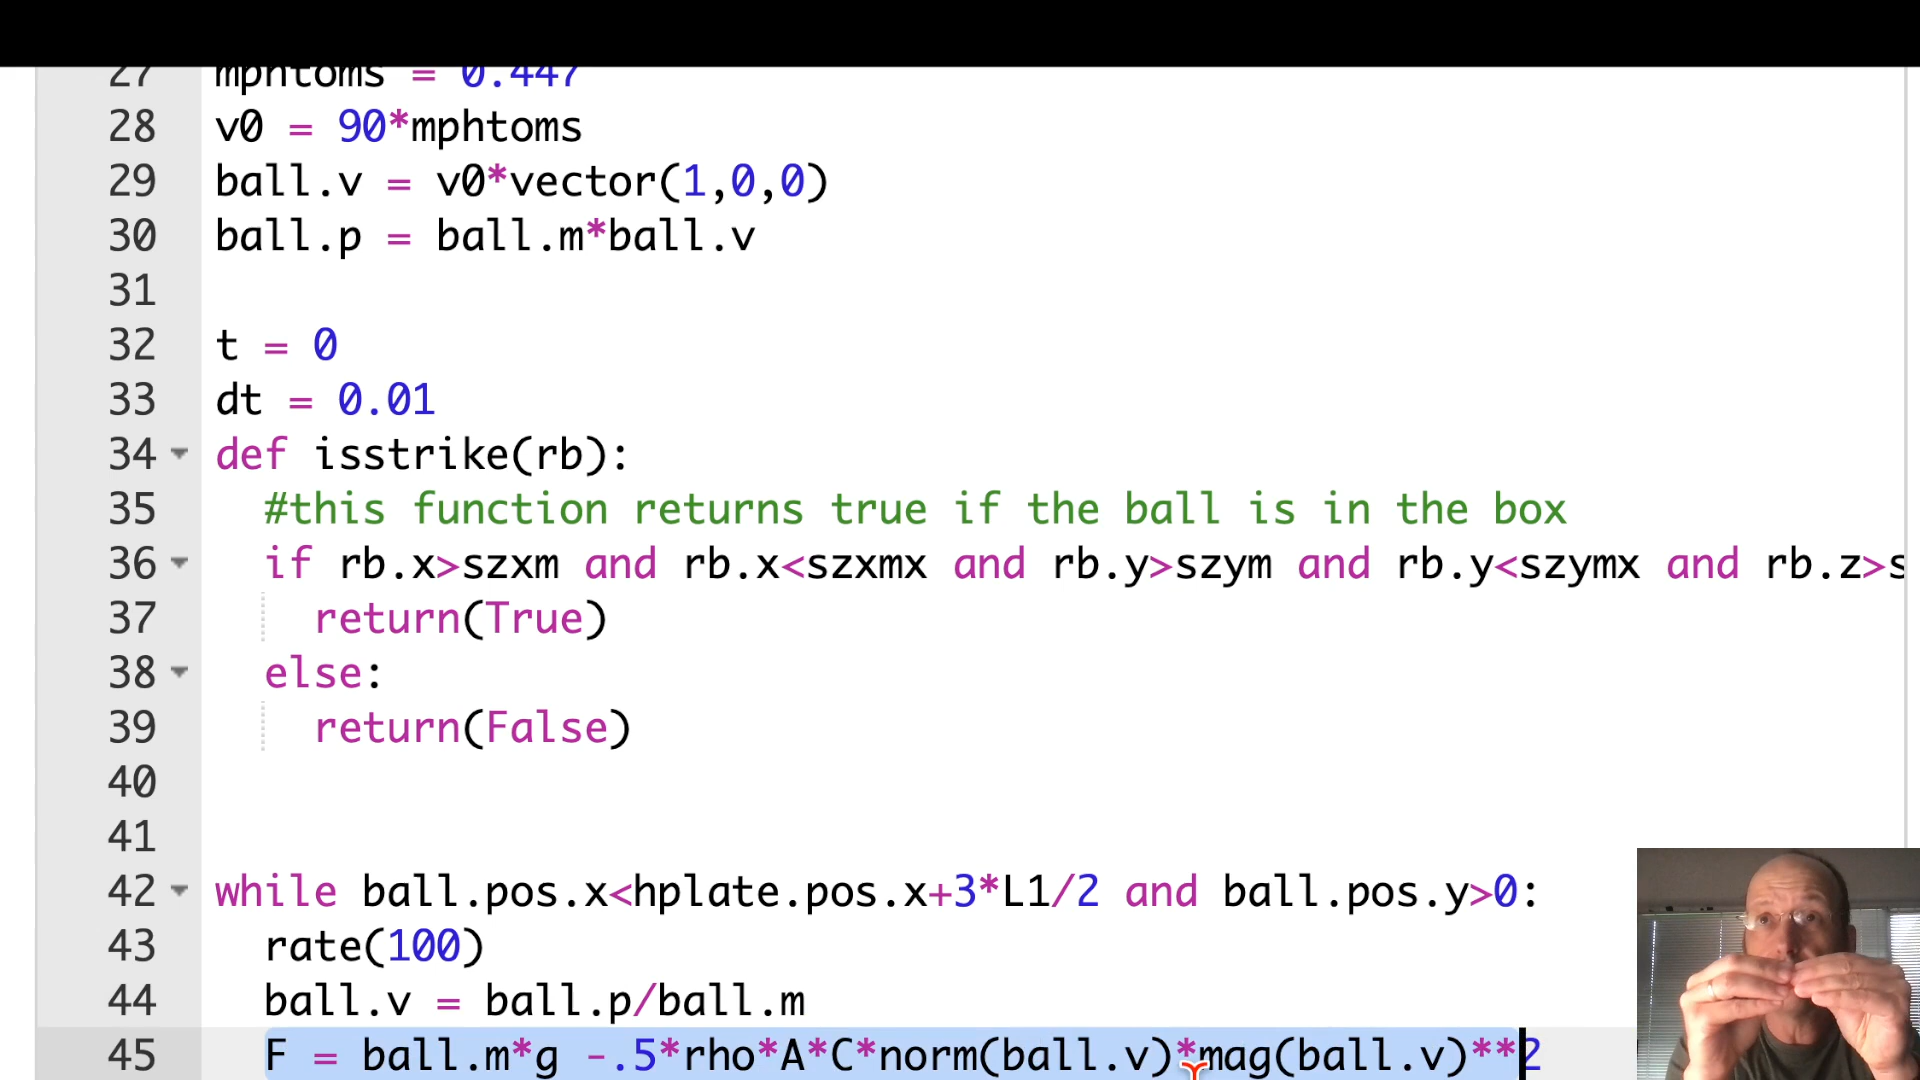 27 mphtoms = 0.447
28 v0 = 90*mphtoms
29 ball.v = v0*vector(1,0,0)
30 ball.p = ball.m*ball.v
31
32 t = 0
33 dt = 0.01
34 def isstrike(rb):
35 #this function returns true if the ball is in the box
36 if rb.x>szxm and rb.x<szxmx and rb.y>szym and rb.y<szymx and rb.z>s
37 return(True)
38 else:
39 return(False)
40
41
42 while ball.pos.x<hplate.pos.x+3*L1/2 and ball.pos.y>0:
43 rate(100)
44 ball.v = ball.p/ball.m
45 F = ball.m*g -.5*rho*A*C*norm(ball.v)*mag(ball.v)**2